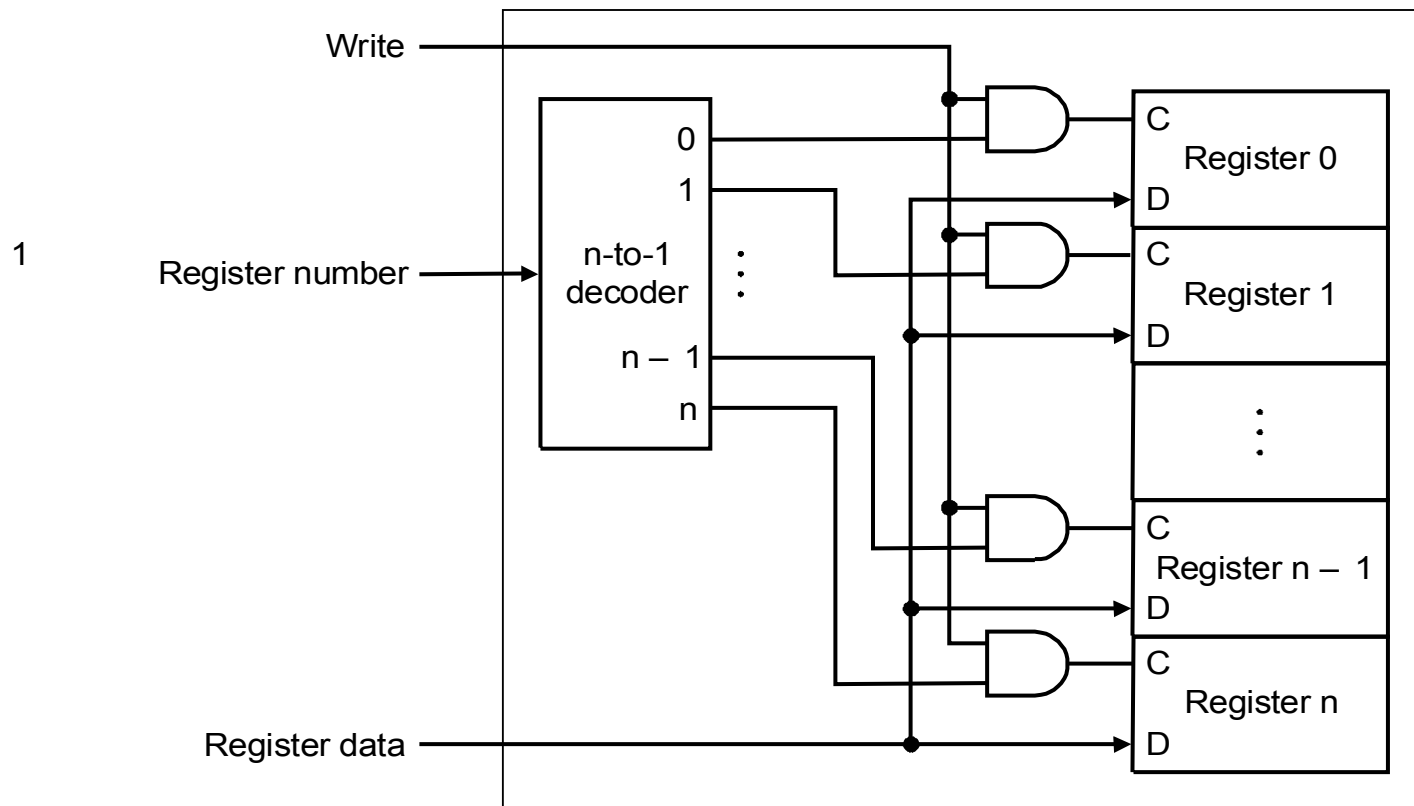 Write
C
0
Register 0
1
D
1
n-to-1
decoder
C
Register number
Register 1
D
n – 1
n
C
Register n – 1
D
C
Register n
Register data
D